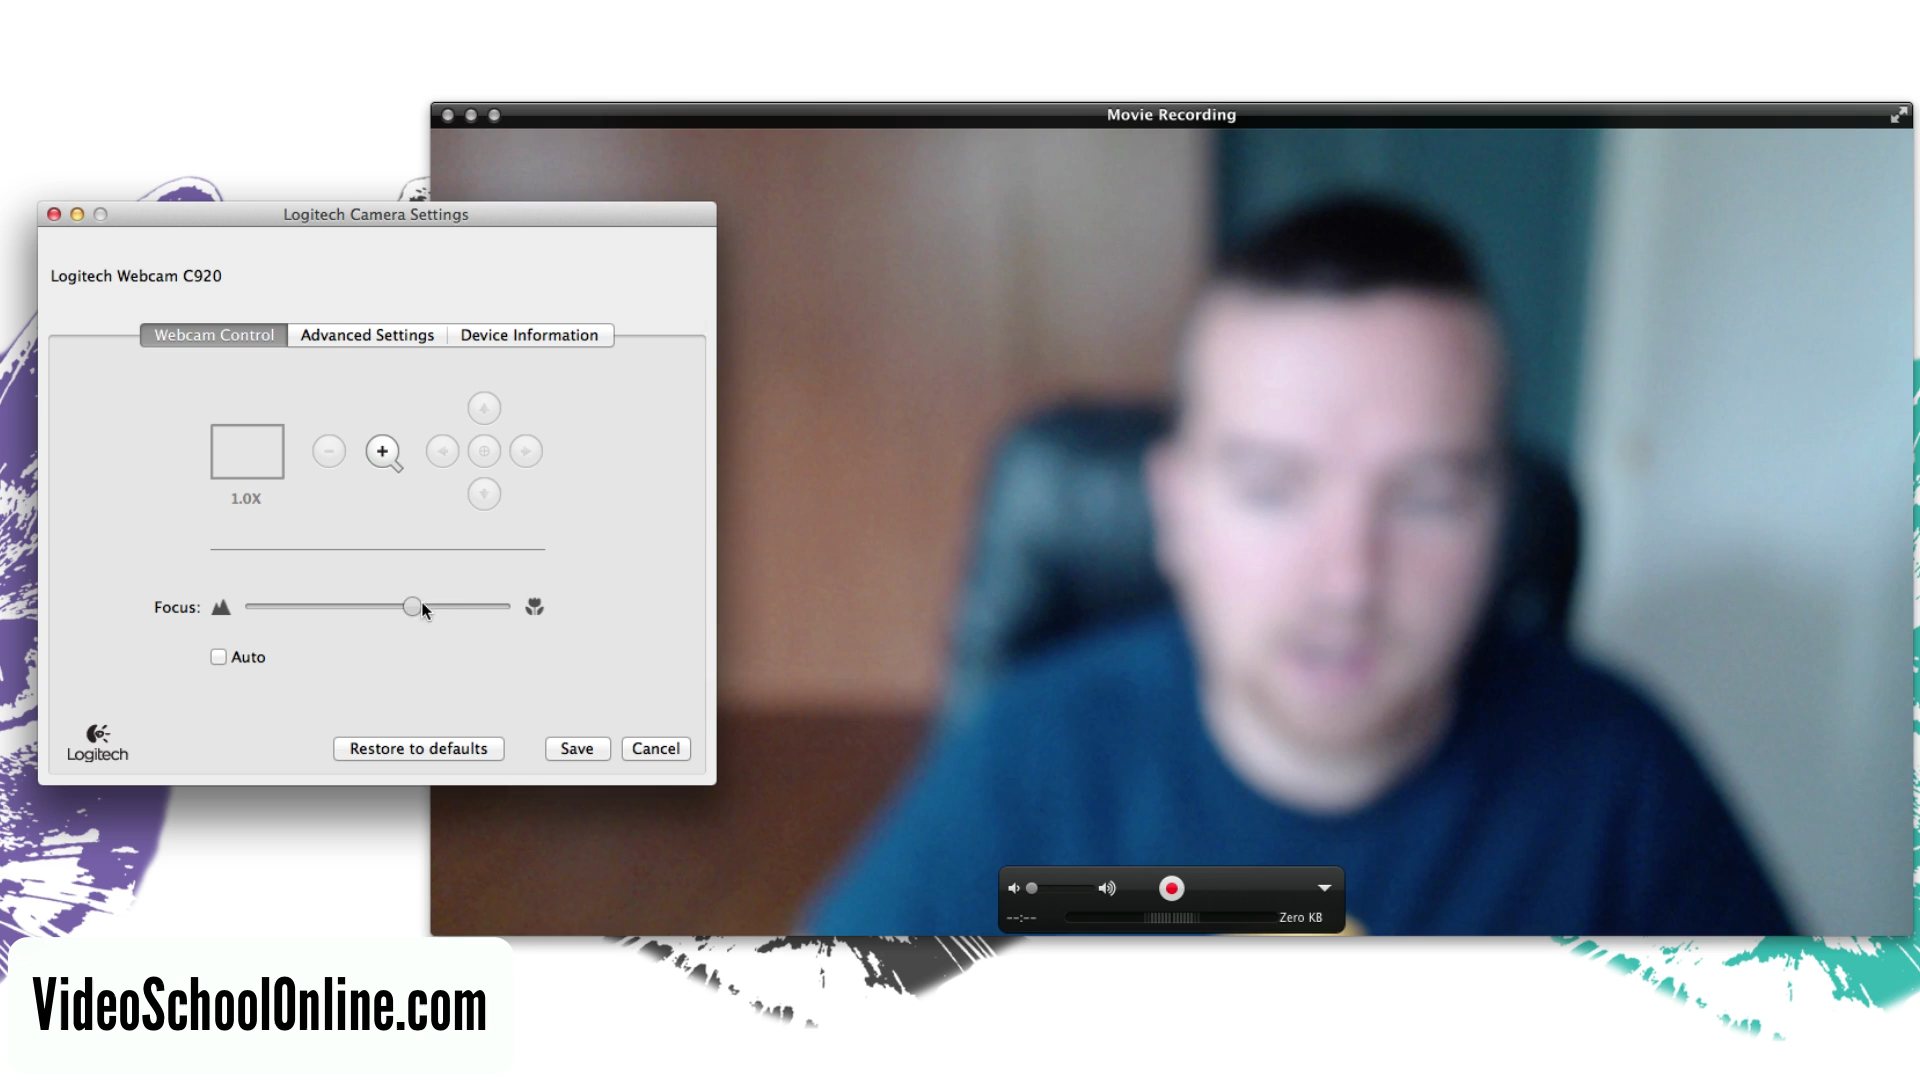 Movie Recording
Logitech Camera Settings
Logitech Webcam C920
Webcam Control Advanced Settings Device Information
1.0X
Focus:
Auto
Logitech
Restore to defaults Save Cancel
--:-- Zero KB
VideoSchoolOnline.com